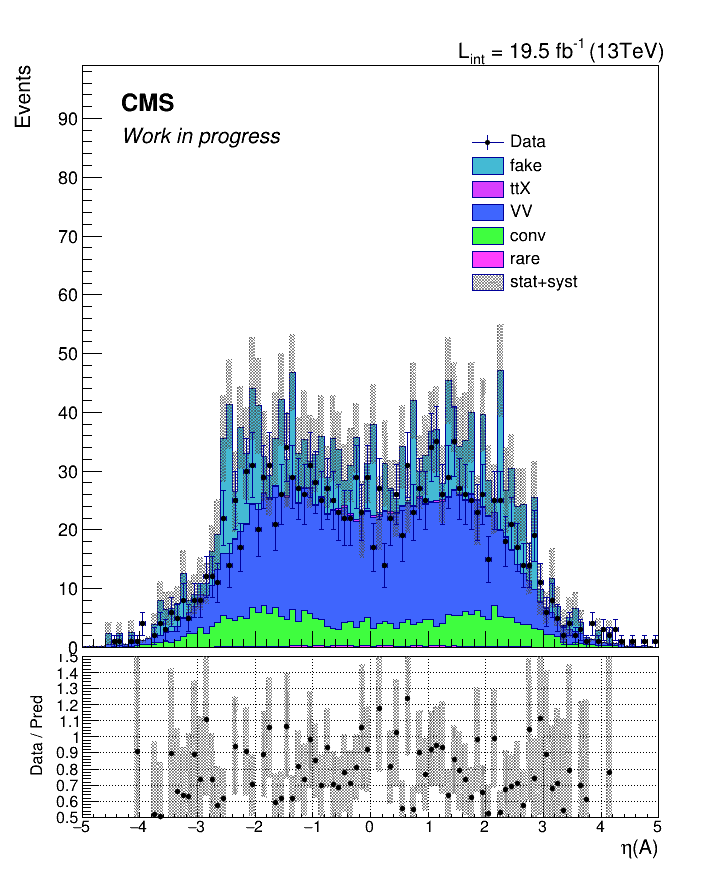 L_int = 19.5 fb^-1 (13TeV)
Events
CMS
Work in progress
Data
fake
ttX
VV
conv
rare
stat+syst
90
80
70
60
50
40
30
20
10
0
Data / Pred
1.5
1.4
1.3
1.2
1.1
1
0.9
0.8
0.7
0.6
0.5
−5 −4 −3 −2 −1 0 1 2 3 4 5
η(A)